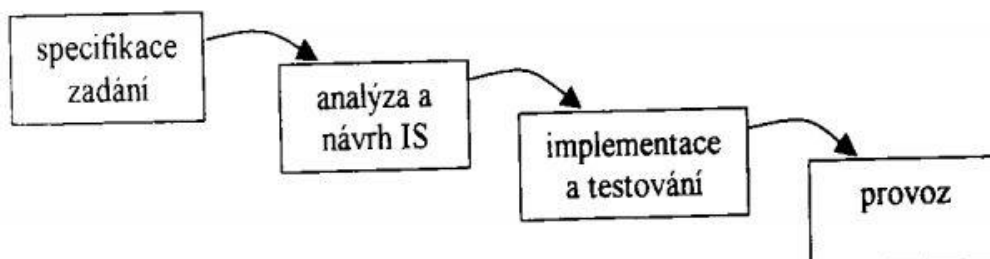 specifikace
zadání
analýza a
návrh IS
implementace
a testování
provoz